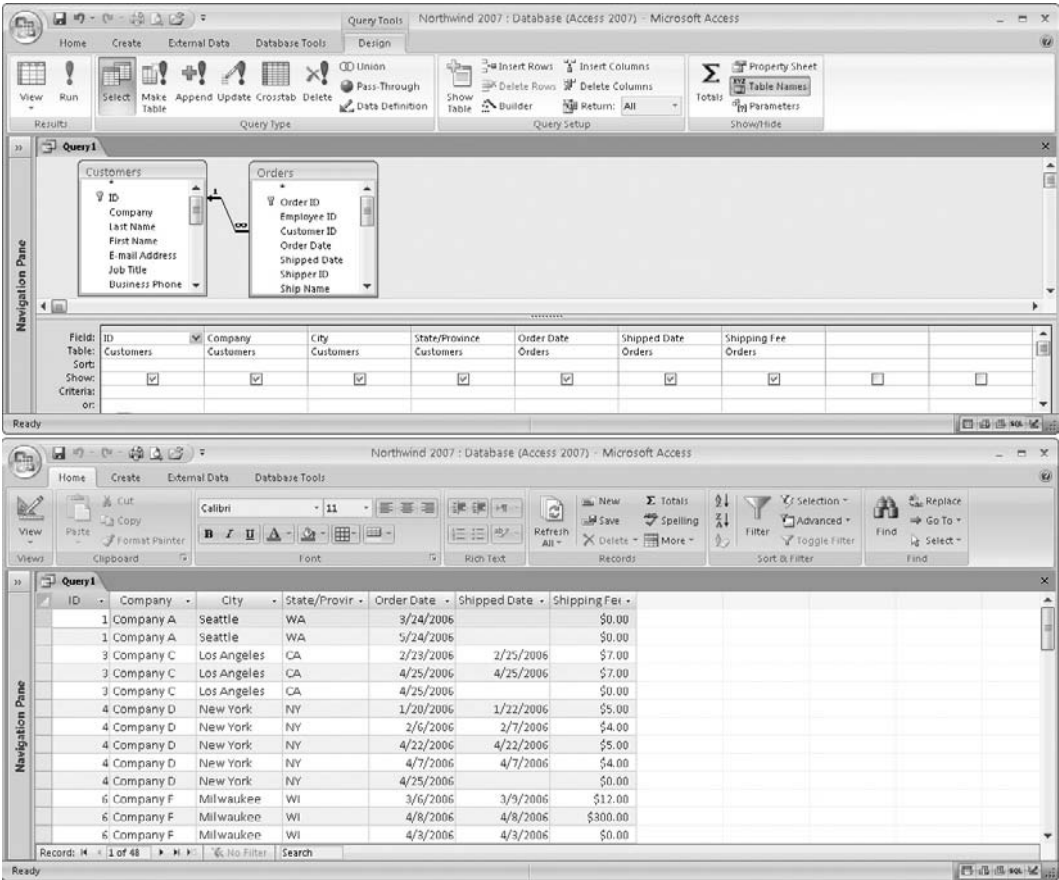 Query Tools Northwind 2007 : Database (Access 2007) - Microsoft Access
Home Create External Data Database Tools Design
View
Run
Select
Make Table
Append
Update
Crosstab
Delete
Union
Pass-Through
Data Definition
Show Table
Insert Rows
Delete Rows
Builder
Insert Columns
Delete Columns
Return: All
Totals
Property Sheet
Table Names
Parameters
Results Query Type Query Setup Show/Hide
Query1
Navigation Pane
Customers
*
ID
Company
Last Name
First Name
E-mail Address
Job Title
Business Phone
1
∞
Orders
*
Order ID
Employee ID
Customer ID
Order Date
Shipped Date
Shipper ID
Ship Name
Field: ID Company City State/Province Order Date Shipped Date Shipping Fee
Table: Customers Customers Customers Customers Orders Orders Orders
Sort:
Show:
Criteria:
or:
Ready SQL
Northwind 2007 : Database (Access 2007) - Microsoft Access
Home Create External Data Database Tools
View
Paste
Cut
Copy
Format Painter
Calibri 11
B I U A
Refresh All
New
Save
Delete
Totals
Spelling
More
Filter
Selection
Advanced
Toggle Filter
Find
Replace
Go To
Select
Views Clipboard Font Rich Text Records Sort & Filter Find
Query1
Navigation Pane
ID Company City State/Provir Order Date Shipped Date Shipping Fee
1 Company A Seattle WA 3/24/2006 $0.00
1 Company A Seattle WA 5/24/2006 $0.00
3 Company C Los Angeles CA 2/23/2006 2/25/2006 $7.00
3 Company C Los Angeles CA 4/25/2006 4/25/2006 $7.00
3 Company C Los Angeles CA 4/25/2006 $0.00
4 Company D New York NY 1/20/2006 1/22/2006 $5.00
4 Company D New York NY 2/6/2006 2/7/2006 $4.00
4 Company D New York NY 4/22/2006 4/22/2006 $5.00
4 Company D New York NY 4/7/2006 4/7/2006 $4.00
4 Company D New York NY 4/25/2006 $0.00
6 Company F Milwaukee WI 3/6/2006 3/9/2006 $12.00
6 Company F Milwaukee WI 4/8/2006 4/8/2006 $300.00
6 Company F Milwaukee WI 4/3/2006 4/3/2006 $0.00
Record: 1 of 48 No Filter Search
Ready SQL